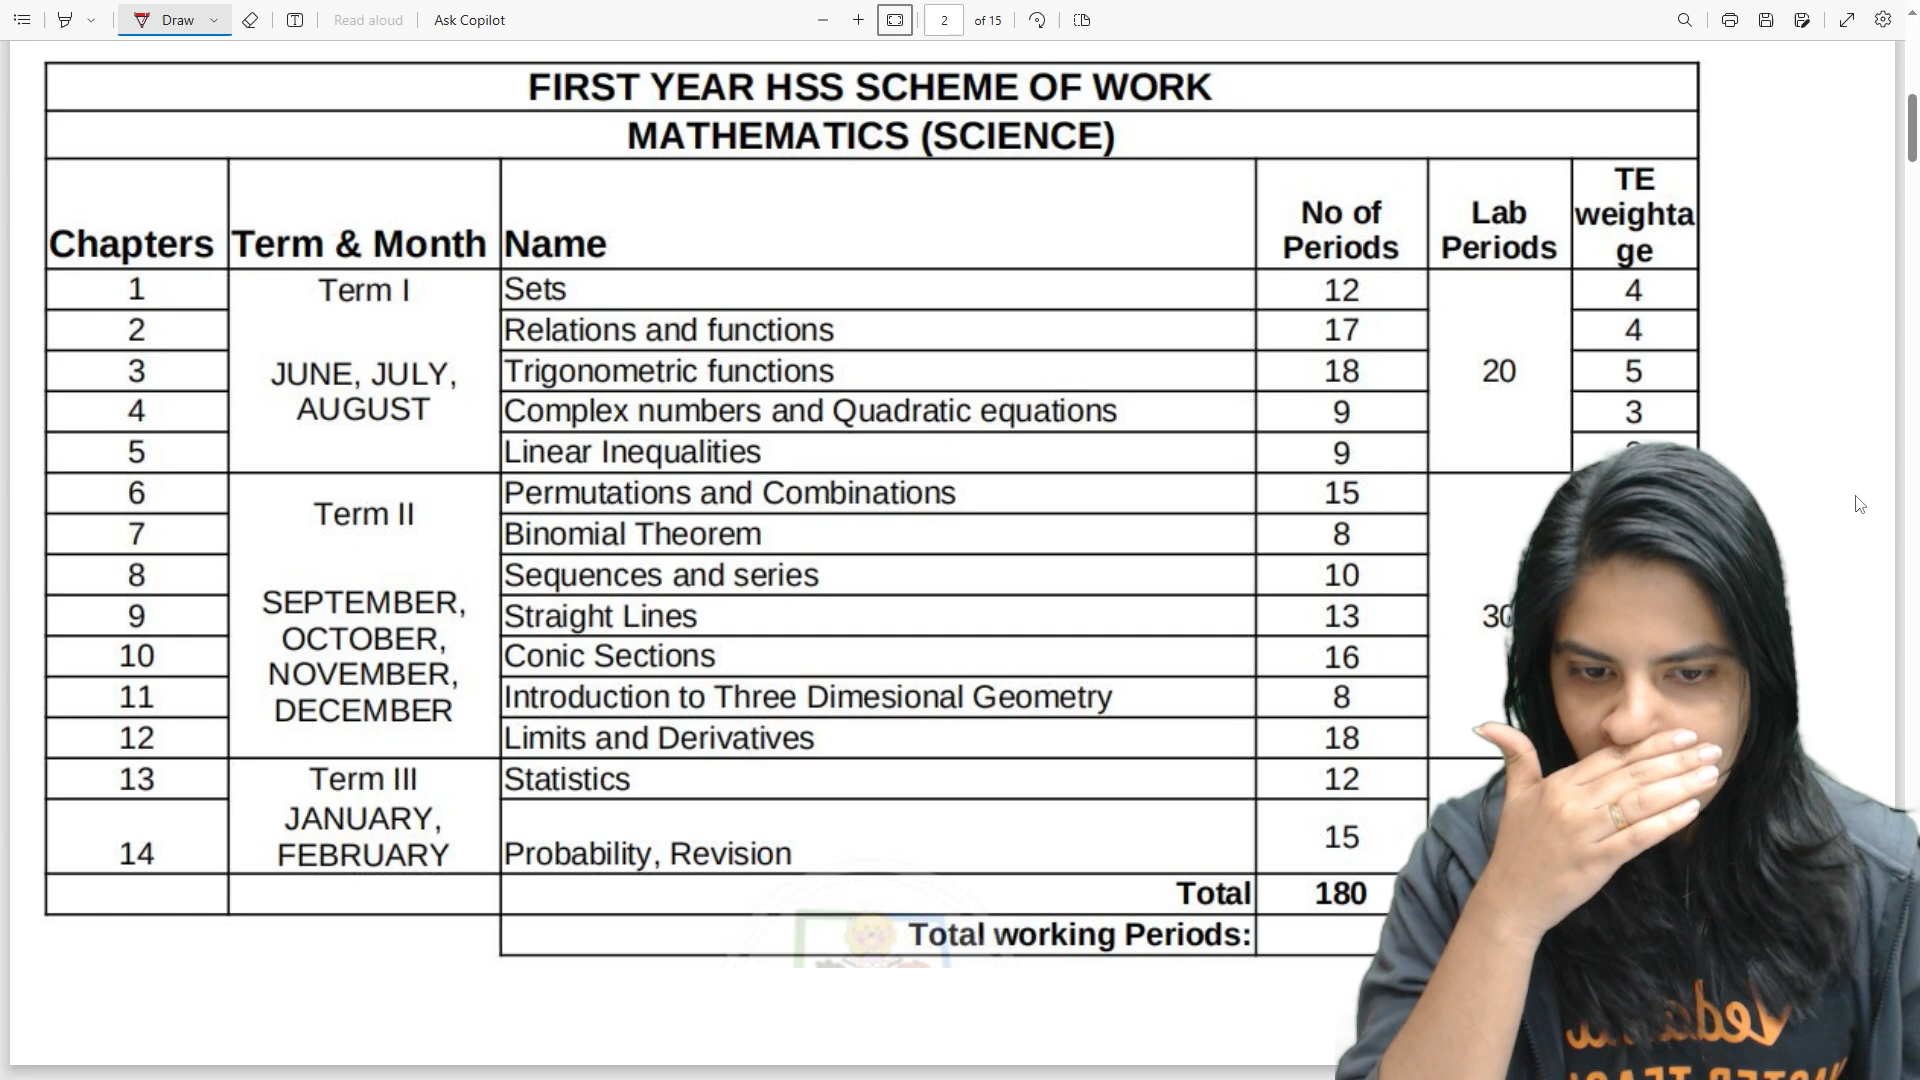 Draw Read aloud Ask Copilot 2 of 15
FIRST YEAR HSS SCHEME OF WORK
MATHEMATICS (SCIENCE)
Chapters Term & Month Name No of Periods Lab Periods TE weighta ge
1 Term I Sets 12 4
2 Relations and functions 17 4
3 JUNE, JULY, Trigonometric functions 18 20 5
4 AUGUST Complex numbers and Quadratic equations 9 3
5 Linear Inequalities 9
6 Term II Permutations and Combinations 15
7 Binomial Theorem 8
8 SEPTEMBER, Sequences and series 10
9 OCTOBER, Straight Lines 13 30
10 NOVEMBER, Conic Sections 16
11 DECEMBER Introduction to Three Dimesional Geometry 8
12 Limits and Derivatives 18
13 Term III Statistics 12
JANUARY,
14 FEBRUARY Probability, Revision 15
Total 180
Total working Periods: